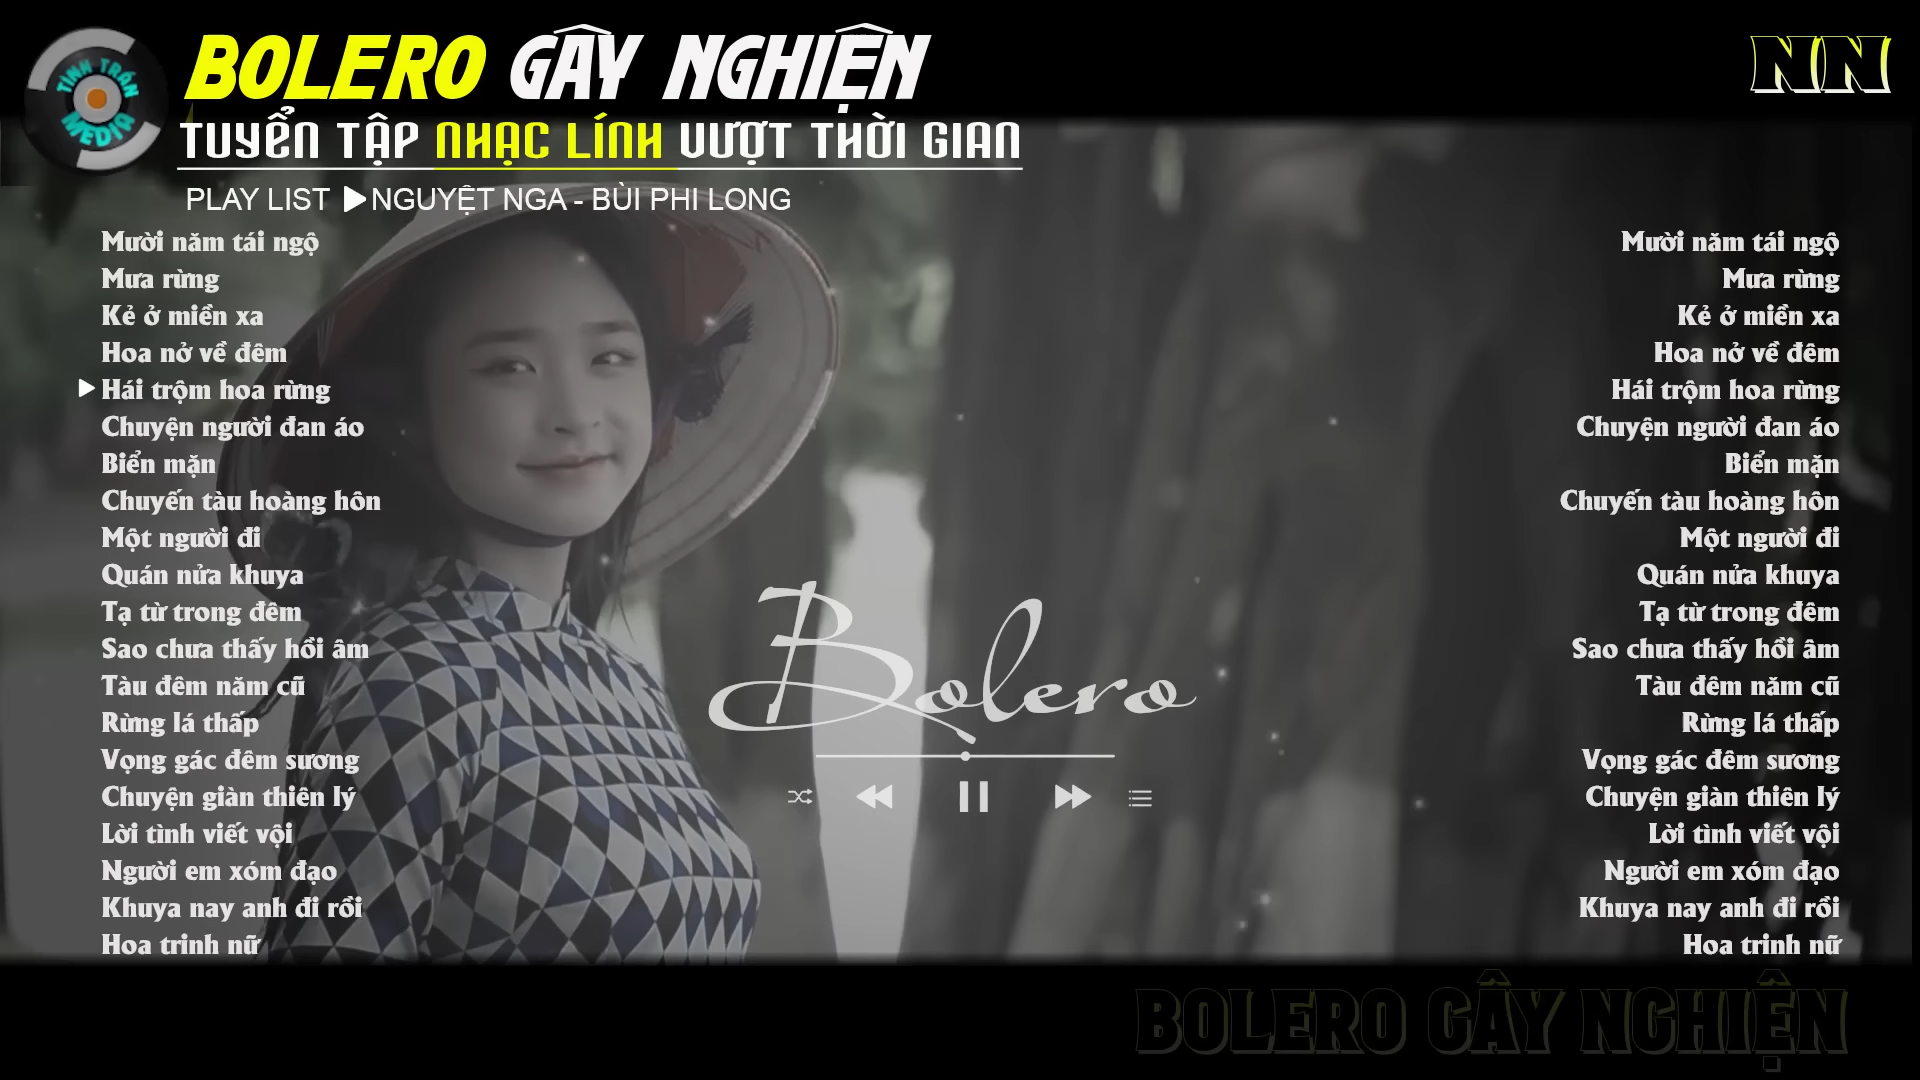 TÌNH TRẦN
MEDIA
BOLERO GÂY NGHIỆN
TUYỂN TẬP NHẠC LÍNH VƯỢT THỜI GIAN
PLAY LIST NGUYỆT NGA - BÙI PHI LONG
NN
Mười năm tái ngộ
Mưa rừng
Kẻ ở miền xa
Hoa nở về đêm
Hái trộm hoa rừng
Chuyện người đan áo
Biển mặn
Chuyến tàu hoàng hôn
Một người đi
Quán nửa khuya
Tạ từ trong đêm
Sao chưa thấy hồi âm
Tàu đêm năm cũ
Rừng lá thấp
Vọng gác đêm sương
Chuyện giàn thiên lý
Lời tình viết vội
Người em xóm đạo
Khuya nay anh đi rồi
Hoa trinh nữ
Bolero
Mười năm tái ngộ
Mưa rừng
Kẻ ở miền xa
Hoa nở về đêm
Hái trộm hoa rừng
Chuyện người đan áo
Biển mặn
Chuyến tàu hoàng hôn
Một người đi
Quán nửa khuya
Tạ từ trong đêm
Sao chưa thấy hồi âm
Tàu đêm năm cũ
Rừng lá thấp
Vọng gác đêm sương
Chuyện giàn thiên lý
Lời tình viết vội
Người em xóm đạo
Khuya nay anh đi rồi
Hoa trinh nữ
BOLERO GÂY NGHIỆN